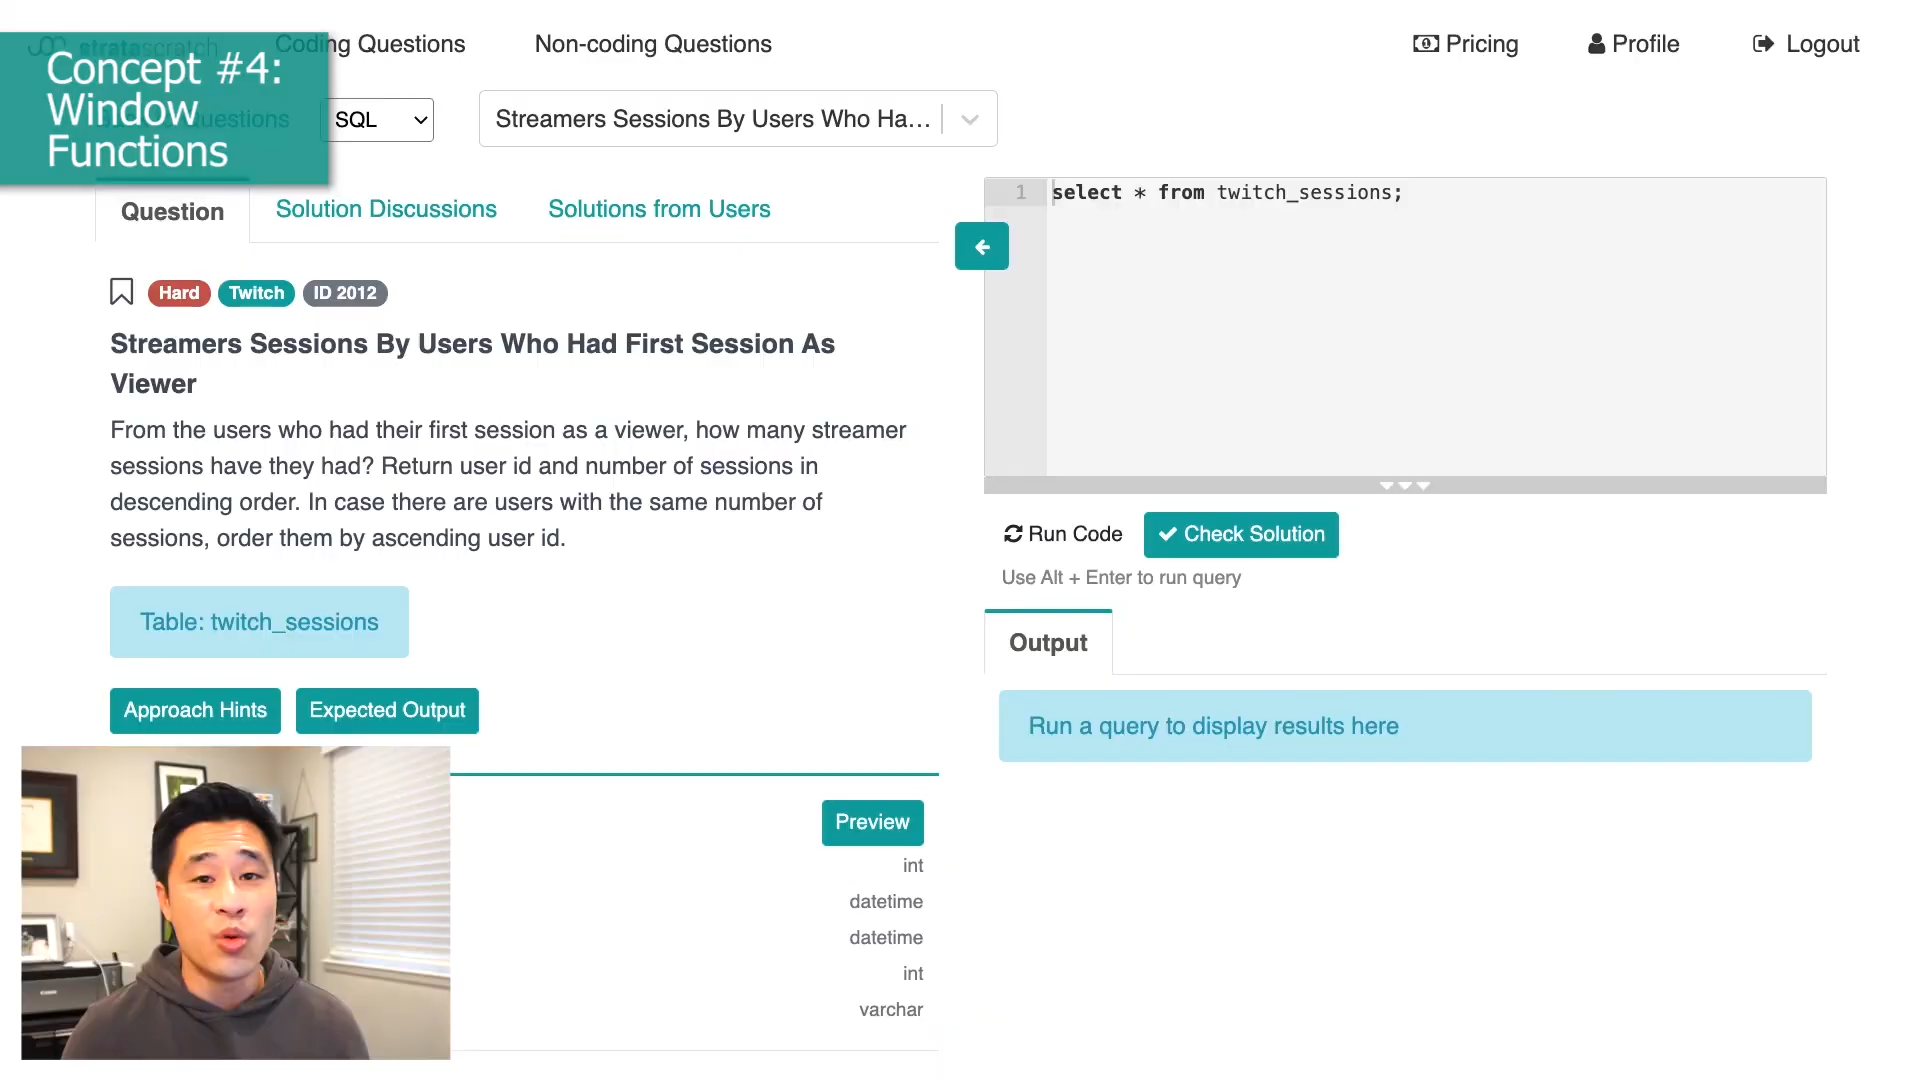 Concept #4:
Window
Functions
stratascratch
Coding Questions
Non-coding Questions
Pricing
Profile
Logout
Questions
SQL
Streamers Sessions By Users Who Ha...
Question
Solution Discussions
Solutions from Users
Hard
Twitch
ID 2012
Streamers Sessions By Users Who Had First Session As
Viewer
From the users who had their first session as a viewer, how many streamer
sessions have they had? Return user id and number of sessions in
descending order. In case there are users with the same number of
sessions, order them by ascending user id.
Table: twitch_sessions
Approach Hints
Expected Output
Preview
int
datetime
datetime
int
varchar
1
select * from twitch_sessions;
Run Code
Check Solution
Use Alt + Enter to run query
Output
Run a query to display results here